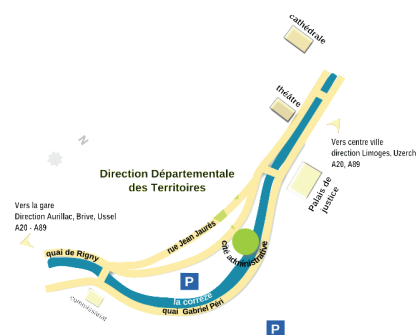 cathédrale
théâtre
N
Vers centre ville
direction Limoges, Uzerch
A20, A89
Direction Départementale
des Territoires
Palais de
justice
Vers la gare
Direction Aurillac, Brive, Ussel
A20 - A89
rue Jean Jaurès
cité administrative
quai de Rigny
P
la corrèze
quai Gabriel Péri
commissariat
P